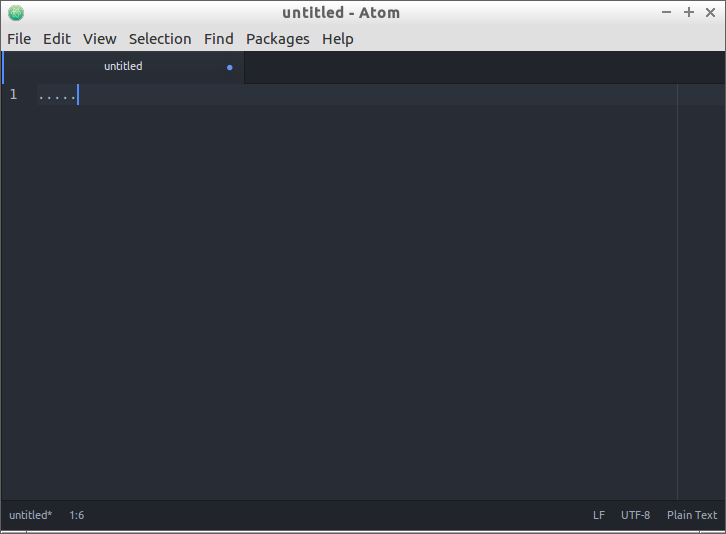 untitled - Atom
File Edit View Selection Find Packages Help
untitled
1 .....
untitled* 1:6 LF UTF-8 Plain Text